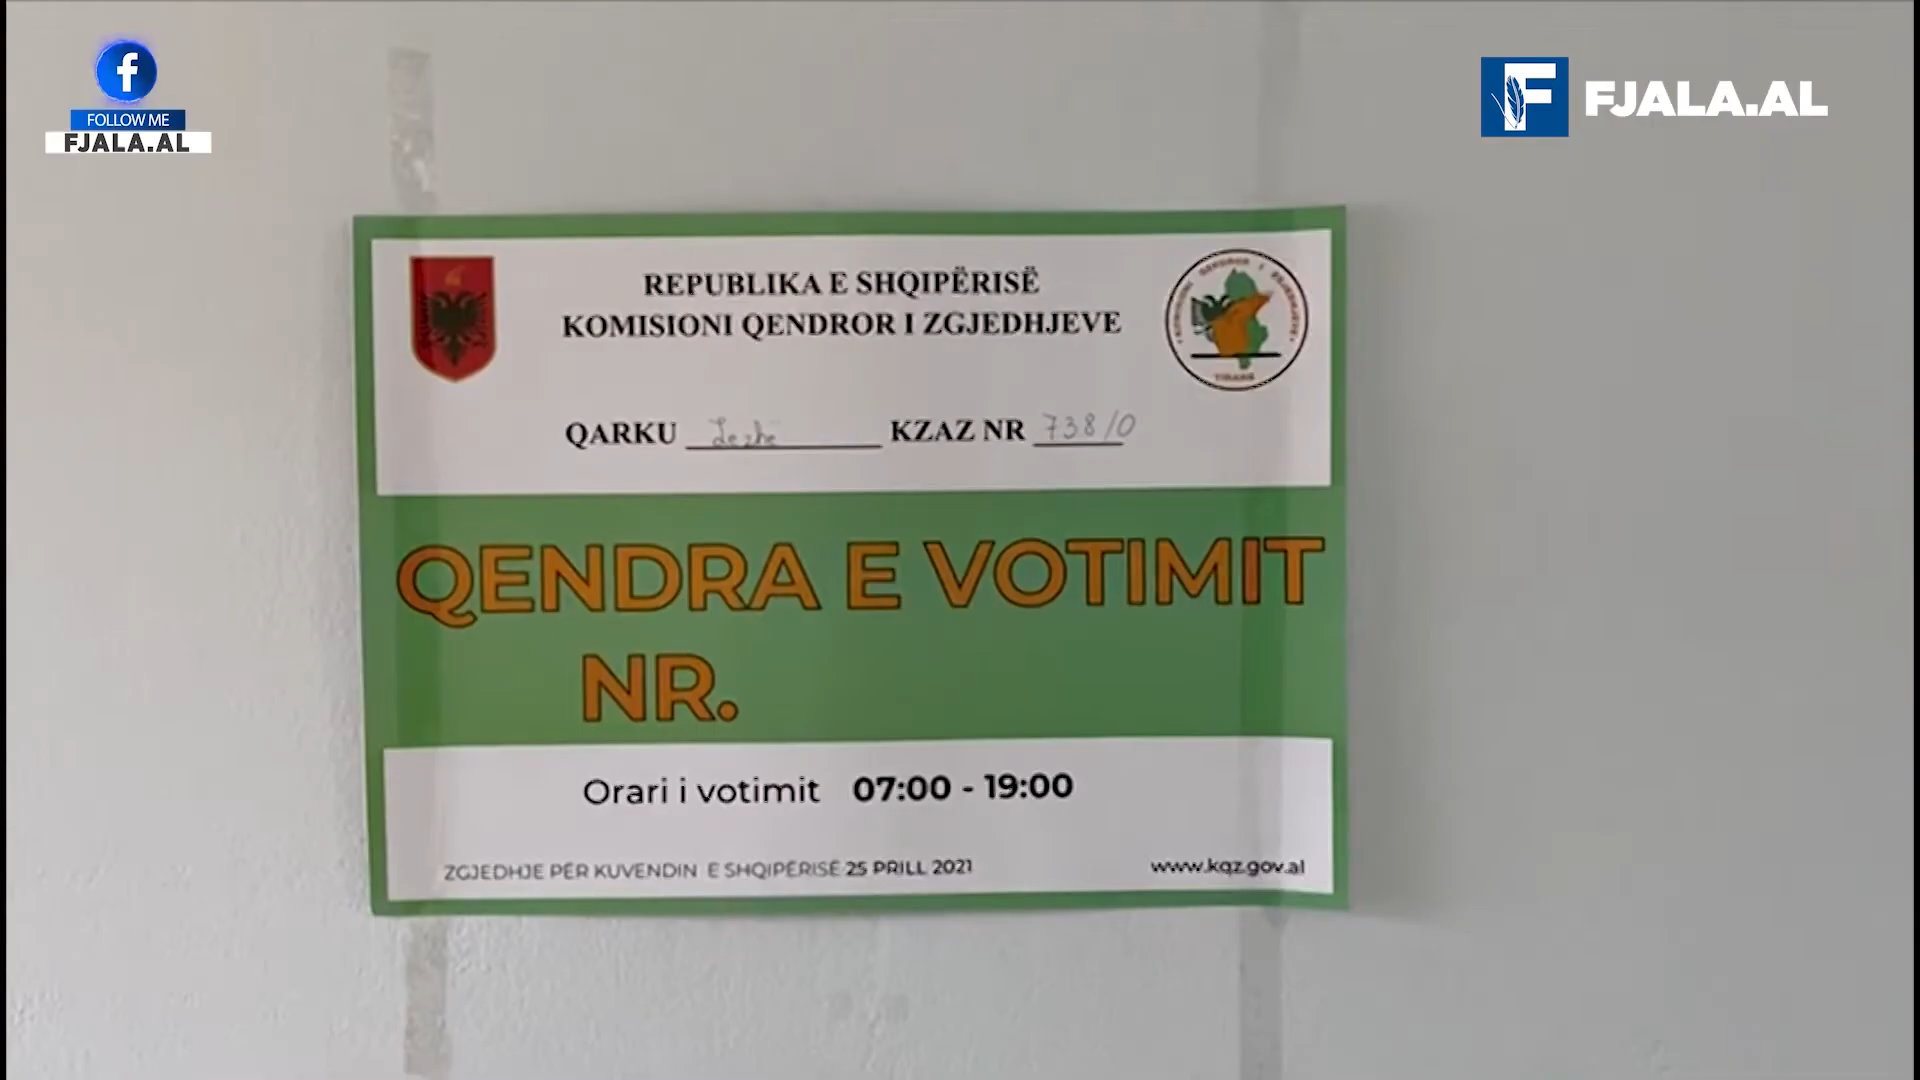 FOLLOW ME
FJALA.AL
FJALA.AL
REPUBLIKA E SHQIPËRISË
KOMISIONI QENDROR I ZGJEDHJEVE
QARKU Lezhë KZAZ NR 738/0
QENDRA E VOTIMIT
NR.
Orari i votimit 07:00 - 19:00
ZGJEDHJE PËR KUVENDIN E SHQIPËRISË 25 PRILL 2021
www.kqz.gov.al